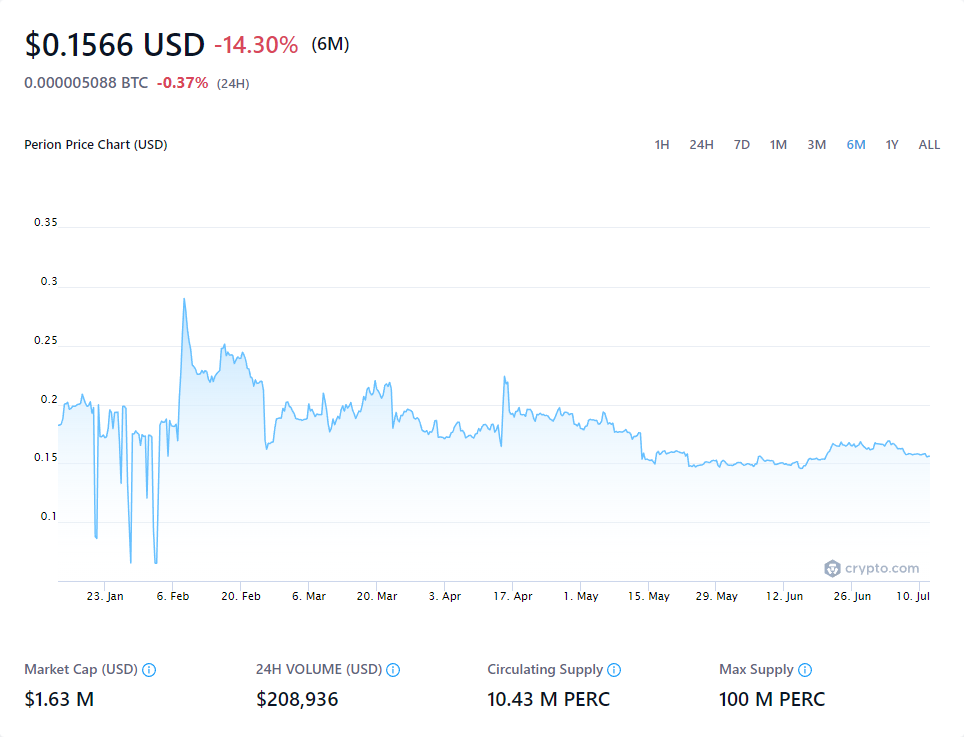 $0.1566 USD -14.30% (6M)
0.000005088 BTC -0.37% (24H)
Perion Price Chart (USD) 1H 24H 7D 1M 3M 6M 1Y ALL
0.35
0.3
0.25
0.2
0.15
0.1
crypto.com
23. Jan 6. Feb 20. Feb 6. Mar 20. Mar 3. Apr 17. Apr 1. May 15. May 29. May 12. Jun 26. Jun 10. Jul
Market Cap (USD) 24H VOLUME (USD) Circulating Supply Max Supply
$1.63 M $208,936 10.43 M PERC 100 M PERC